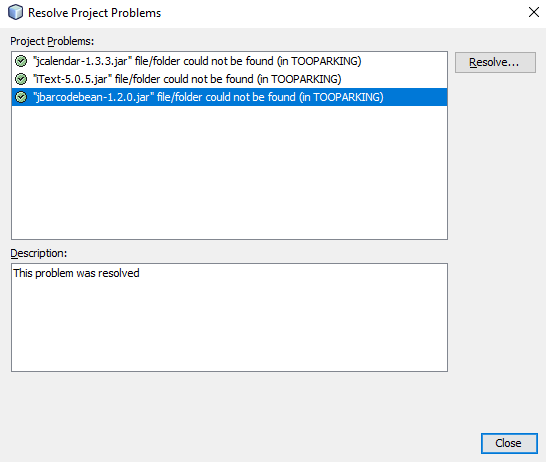 Resolve Project Problems
Project Problems:
"jcalendar-1.3.3.jar" file/folder could not be found (in TOOPARKING)
"iText-5.0.5.jar" file/folder could not be found (in TOOPARKING)
"jbarcodebean-1.2.0.jar" file/folder could not be found (in TOOPARKING)
Resolve...
Description:
This problem was resolved
Close